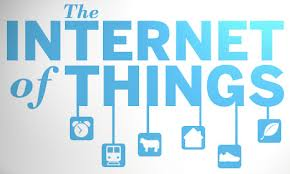 The
INTERNET
of THINGS